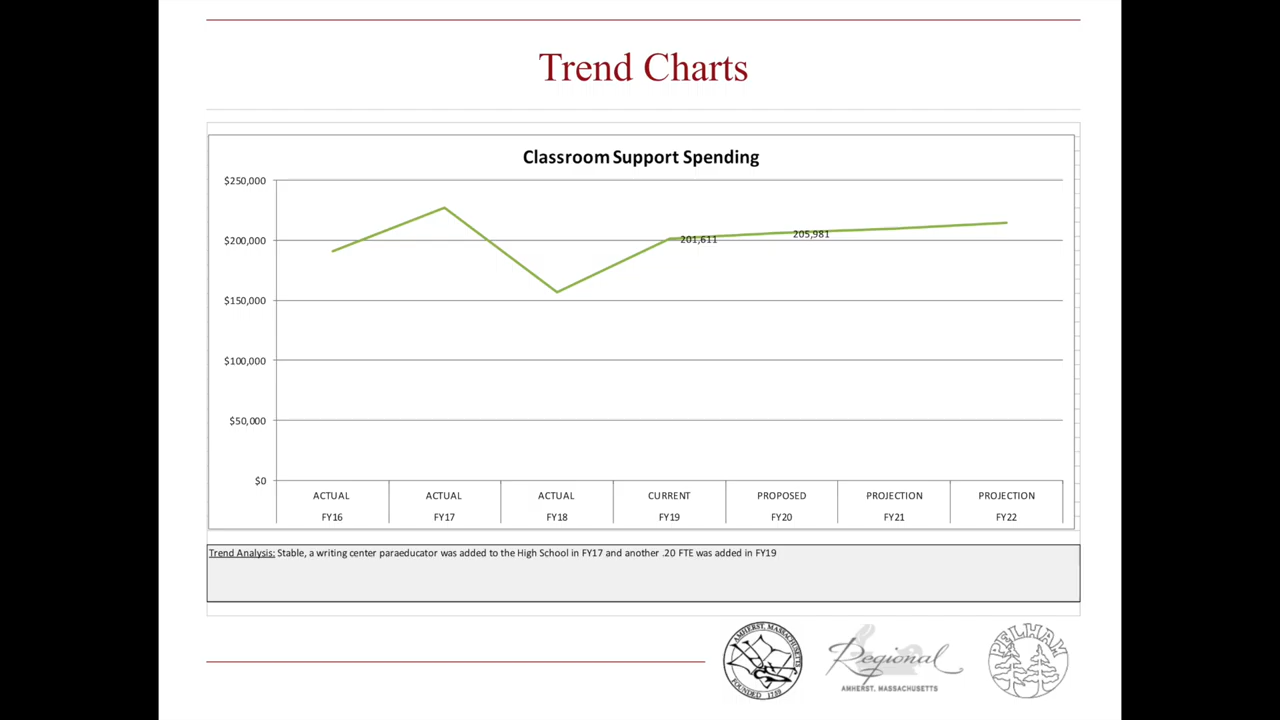 Trend Charts
Classroom Support Spending
$250,000
$200,000
$150,000
$100,000
$50,000
$0
201,611
205,981
ACTUAL ACTUAL ACTUAL CURRENT PROPOSED PROJECTION PROJECTION
FY16 FY17 FY18 FY19 FY20 FY21 FY22
Trend Analysis: Stable, a writing center paraeducator was added to the High School in FY17 and another .20 FTE was added in FY19
AMHERST, MASSACHUSETTS
FOUNDED 1759
Regional
AMHERST, MASSACHUSETTS
PELHAM